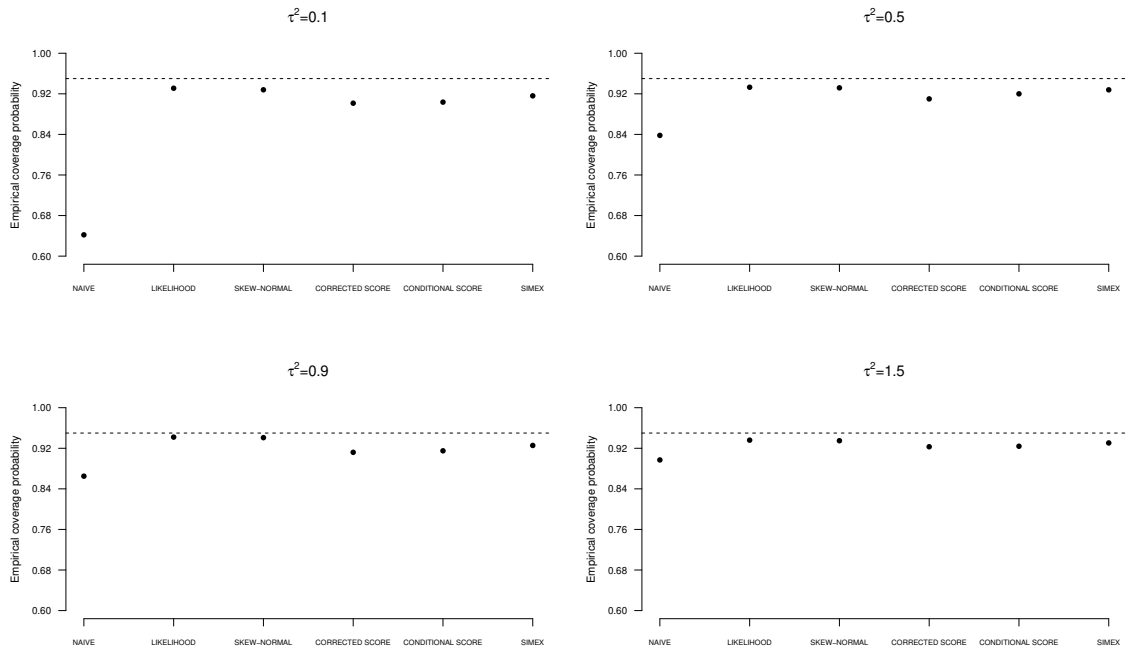 τ²=0.1
Empirical coverage probability
1.00
0.92
0.84
0.76
0.68
0.60
NAIVE LIKELIHOOD SKEW−NORMAL CORRECTED SCORE CONDITIONAL SCORE SIMEX
τ²=0.5
Empirical coverage probability
1.00
0.92
0.84
0.76
0.68
0.60
NAIVE LIKELIHOOD SKEW−NORMAL CORRECTED SCORE CONDITIONAL SCORE SIMEX
τ²=0.9
Empirical coverage probability
1.00
0.92
0.84
0.76
0.68
0.60
NAIVE LIKELIHOOD SKEW−NORMAL CORRECTED SCORE CONDITIONAL SCORE SIMEX
τ²=1.5
Empirical coverage probability
1.00
0.92
0.84
0.76
0.68
0.60
NAIVE LIKELIHOOD SKEW−NORMAL CORRECTED SCORE CONDITIONAL SCORE SIMEX